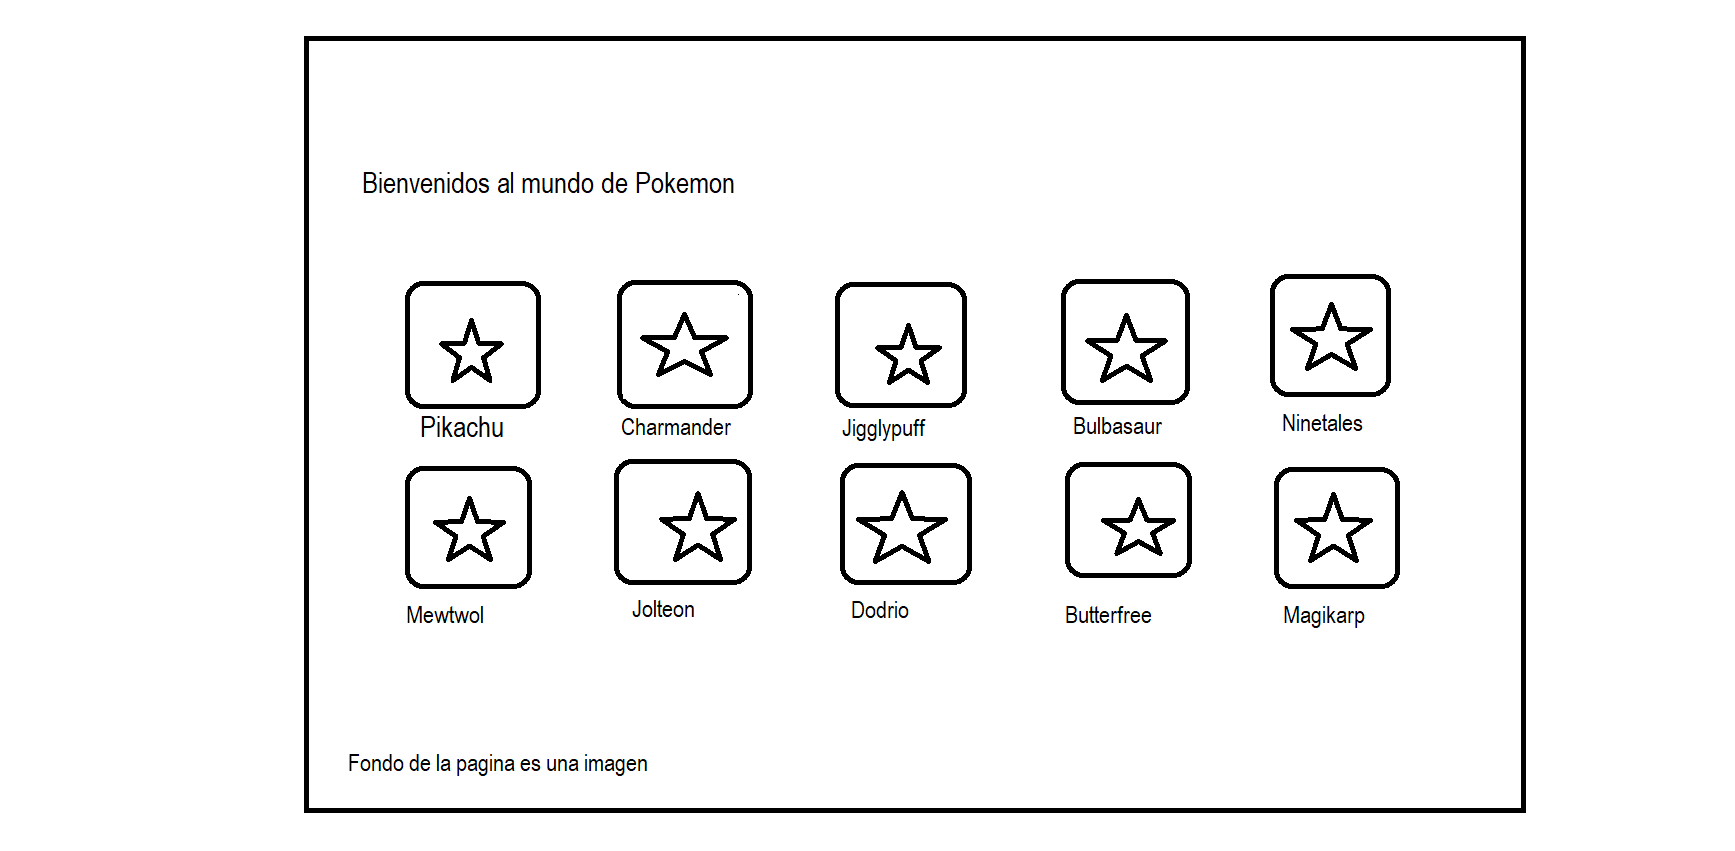 Bienvenidos al mundo de Pokemon
Pikachu
Charmander
Jigglypuff
Bulbasaur
Ninetales
Mewtwol
Jolteon
Dodrio
Butterfree
Magikarp
Fondo de la pagina es una imagen